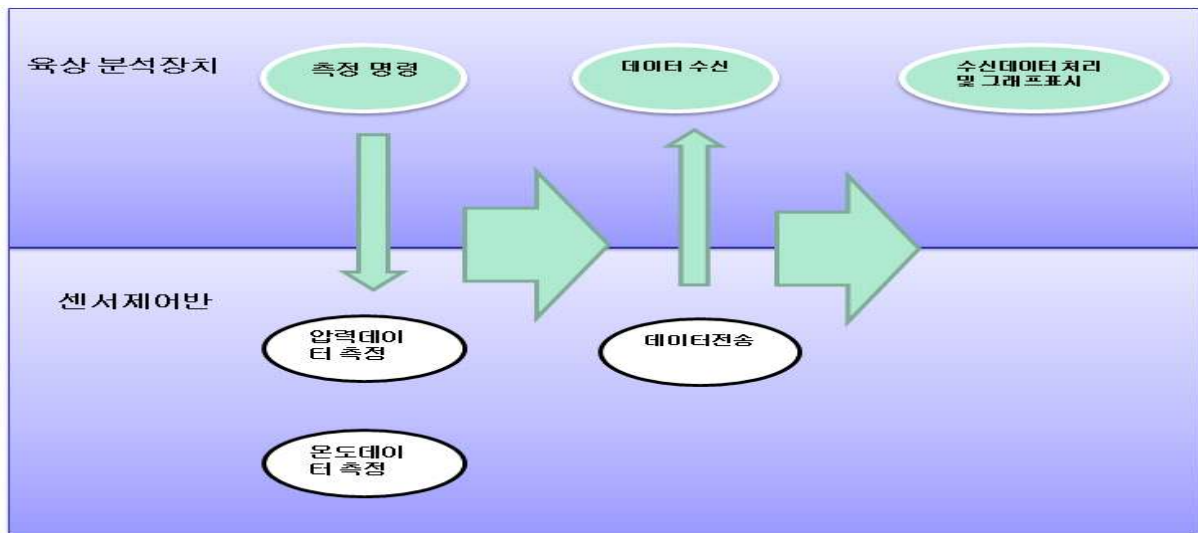 육상 분석장치
측정 명령
데이터 수신
수신데이터 처리
및 그래프표시
센서제어반
압력데이
터 측정
데이터전송
온도데이
터 측정